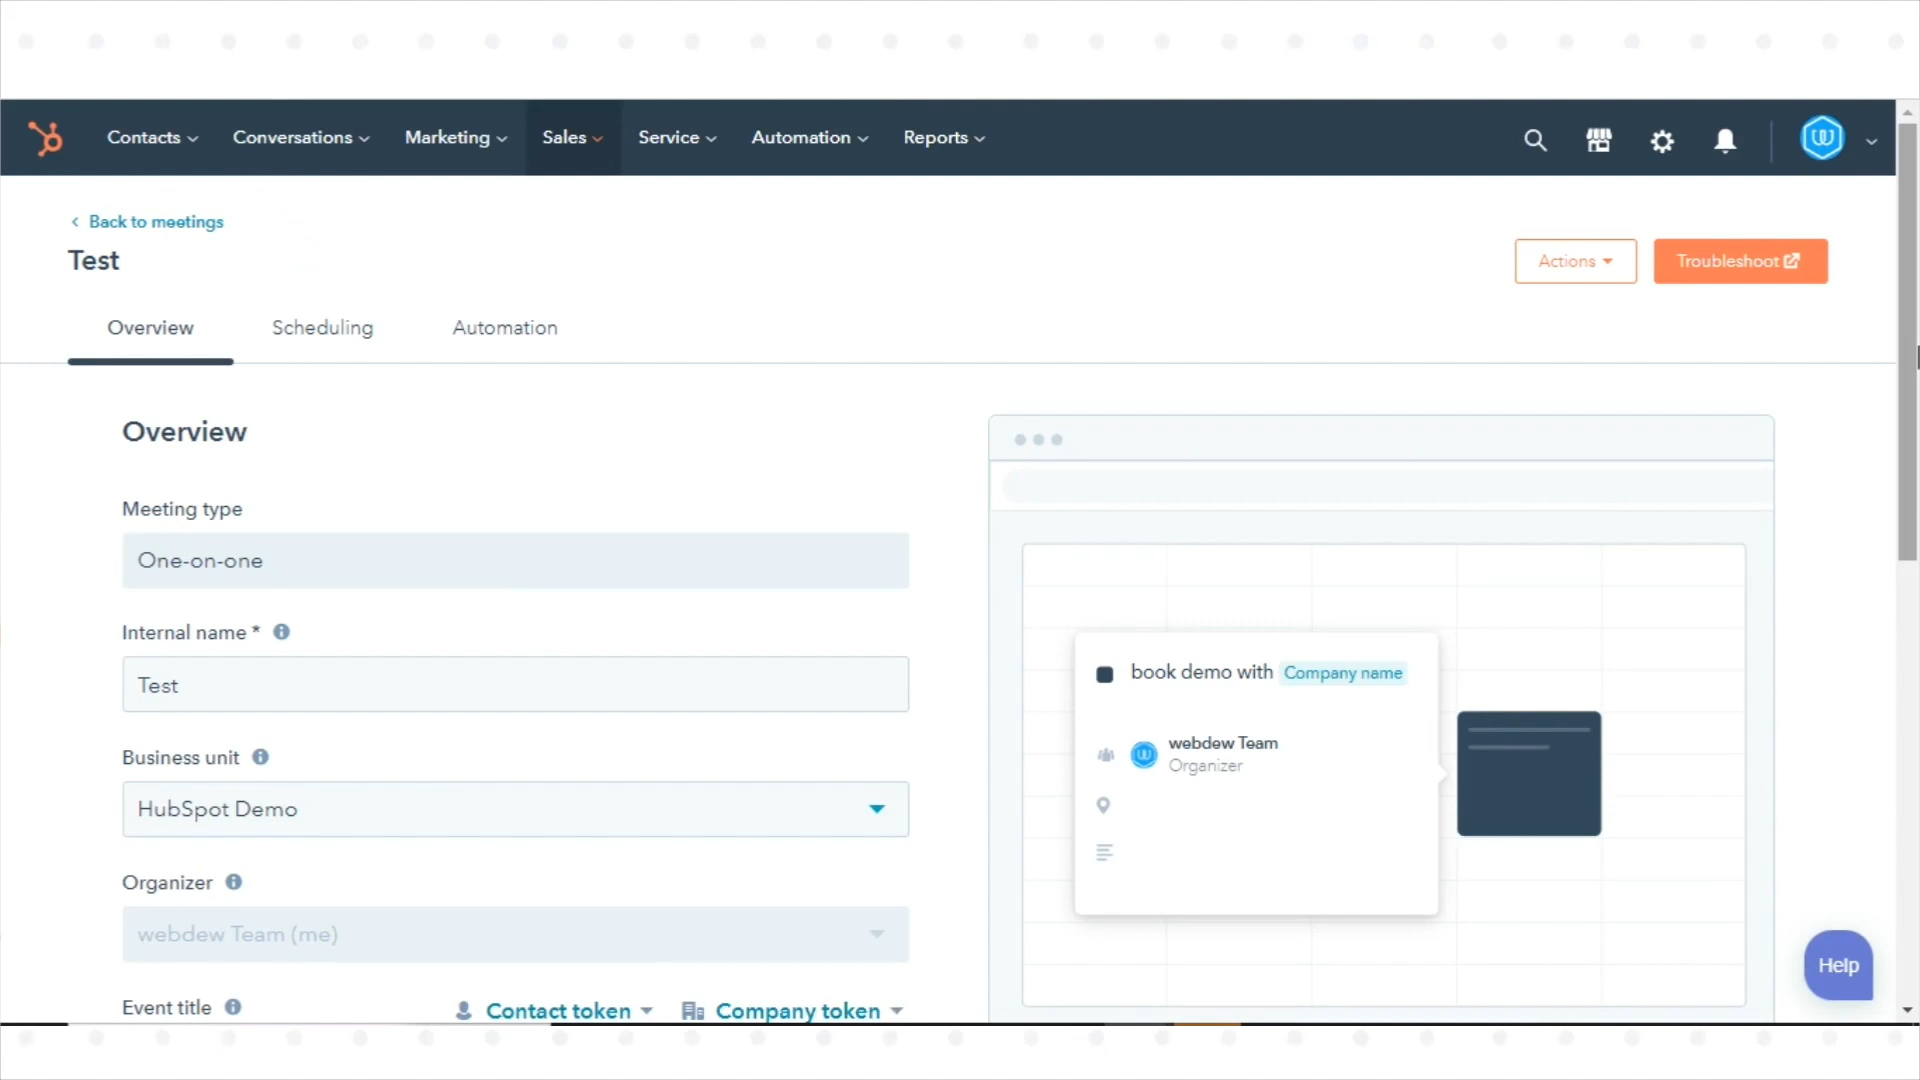 Contacts Conversations Marketing Sales Service Automation Reports
Back to meetings
Test
Actions Troubleshoot
Overview Scheduling Automation
Overview
Meeting type
One-on-one
Internal name *
Test
Business unit
HubSpot Demo
Organizer
webdew Team (me)
Event title Contact token Company token
book demo with Company name
webdew Team
Organizer
Help